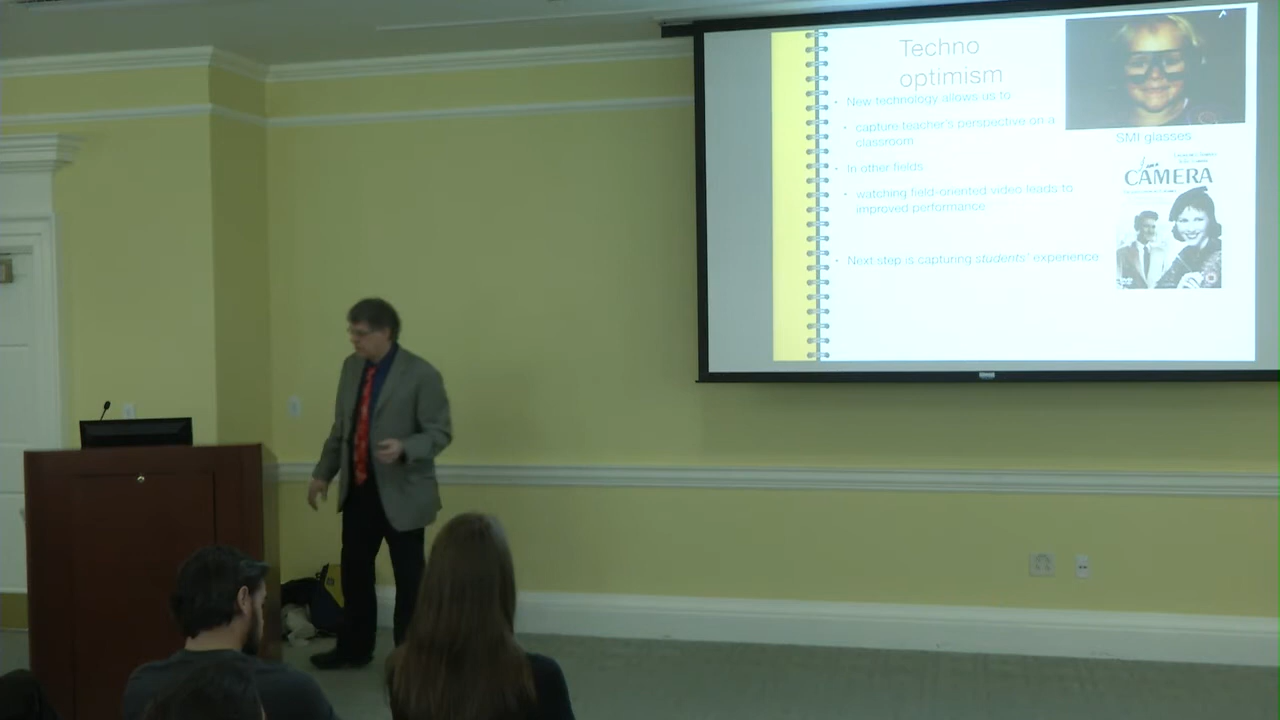 Techno
optimism
New technology allows us to
capture teacher's perspective on a
classroom
In other fields
watching field-oriented video leads to
improved performance
Next step is capturing students' experience
SMI glasses
CAMERA